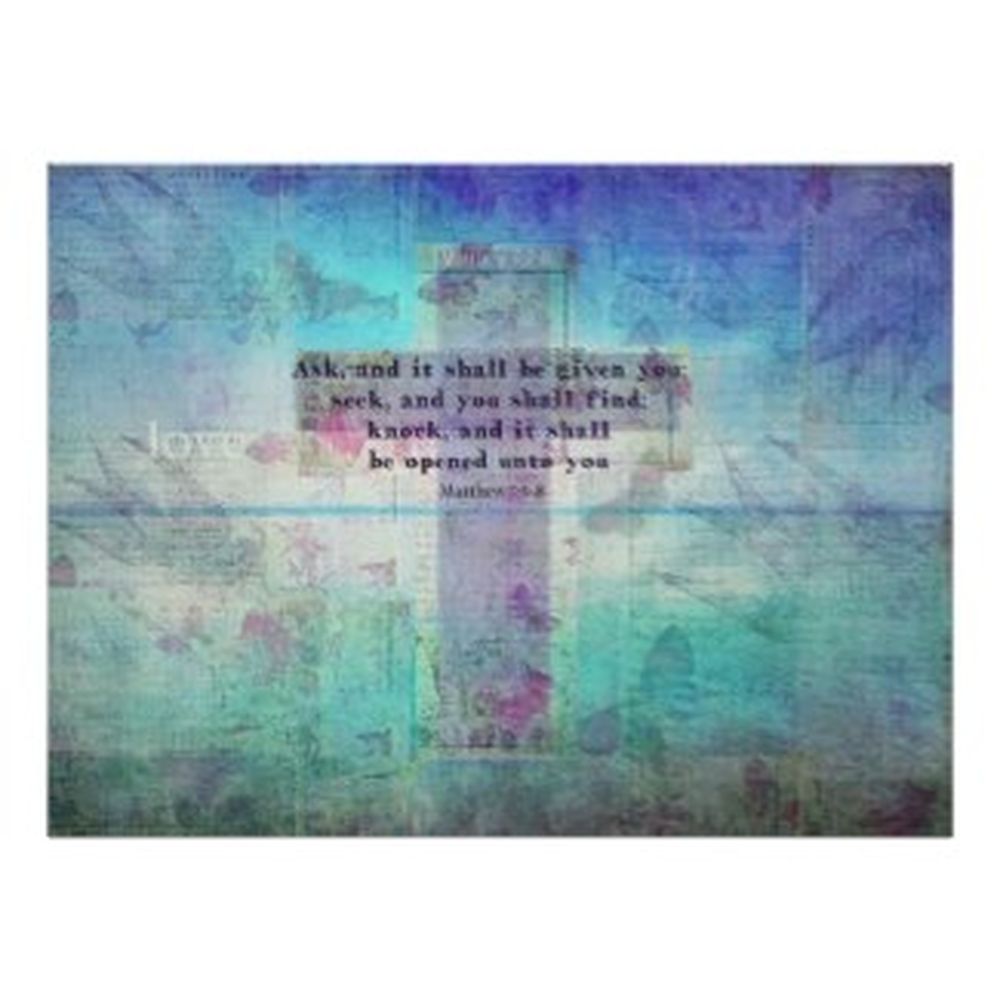 Ask, and it shall be given you;
seek, and you shall find;
knock, and it shall
be opened unto you
Matthew